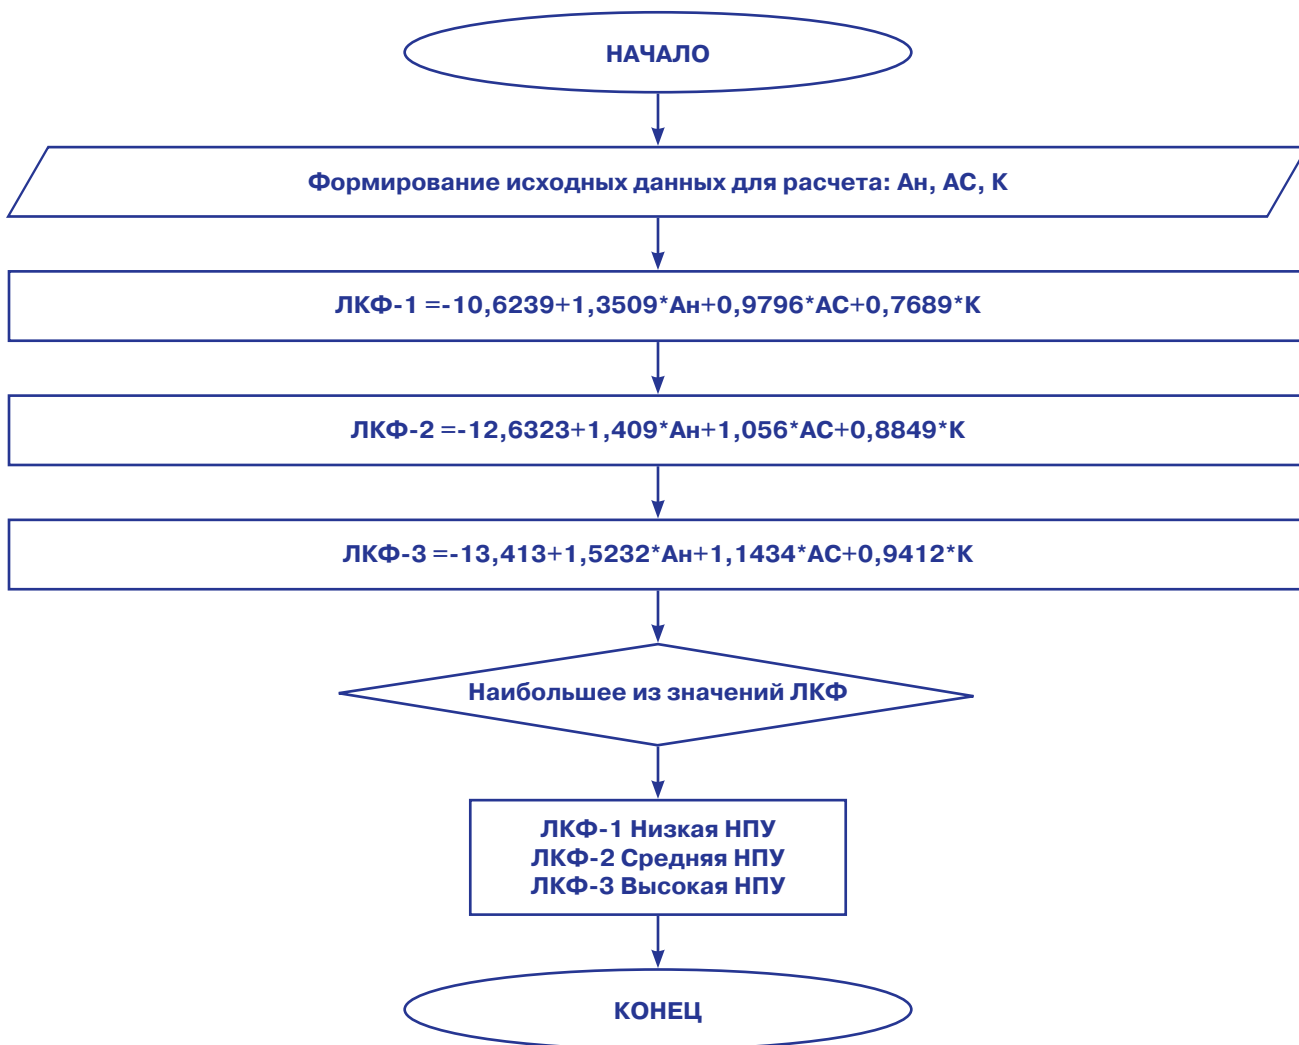 НАЧАЛО
Формирование исходных данных для расчета: Ан, АС, К
ЛКФ-1 =-10,6239+1,3509*Ан+0,9796*АС+0,7689*К
ЛКФ-2 =-12,6323+1,409*Ан+1,056*АС+0,8849*К
ЛКФ-3 =-13,413+1,5232*Ан+1,1434*АС+0,9412*К
Наибольшее из значений ЛКФ
ЛКФ-1 Низкая НПУ
ЛКФ-2 Средняя НПУ
ЛКФ-3 Высокая НПУ
КОНЕЦ